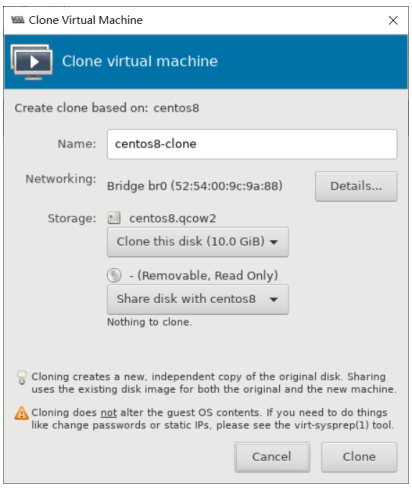 Clone Virtual Machine
Clone virtual machine
Create clone based on: centos8
Name: centos8-clone
Networking: Bridge br0 (52:54:00:9c:9a:88) Details...
Storage: centos8.qcow2
Clone this disk (10.0 GiB)
- (Removable, Read Only)
Share disk with centos8
Nothing to clone.
Cloning creates a new, independent copy of the original disk. Sharing
uses the existing disk image for both the original and the new machine.
Cloning does not alter the guest OS contents. If you need to do things
like change passwords or static IPs, please see the virt-sysprep(1) tool.
Cancel Clone